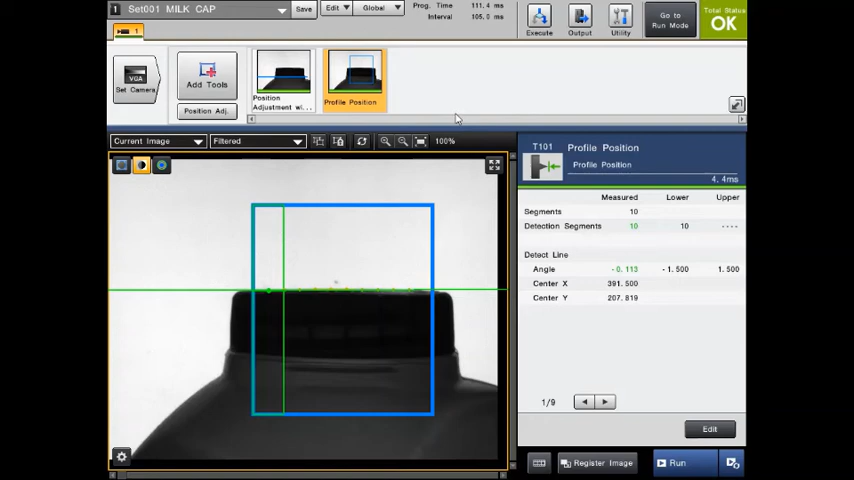 1 Set001 MILK CAP
Save
Edit
Global
Prog. Time 111.4 ms
Interval 105.0 ms
Execute
Output
Utility
Go to
Run Mode
Total Status
OK
1
VGA
Set Camera
Add Tools
Position Adj.
Position
Adjustment wi...
Profile Position
Current Image
Filtered
100%
T101
Profile Position
Profile Position
4.4ms
Measured Lower Upper
Segments 10
Detection Segments 10 10 ----
Detect Line
Angle -0.113 -1.500 1.500
Center X 391.500
Center Y 207.819
1/9
Edit
Register Image
Run